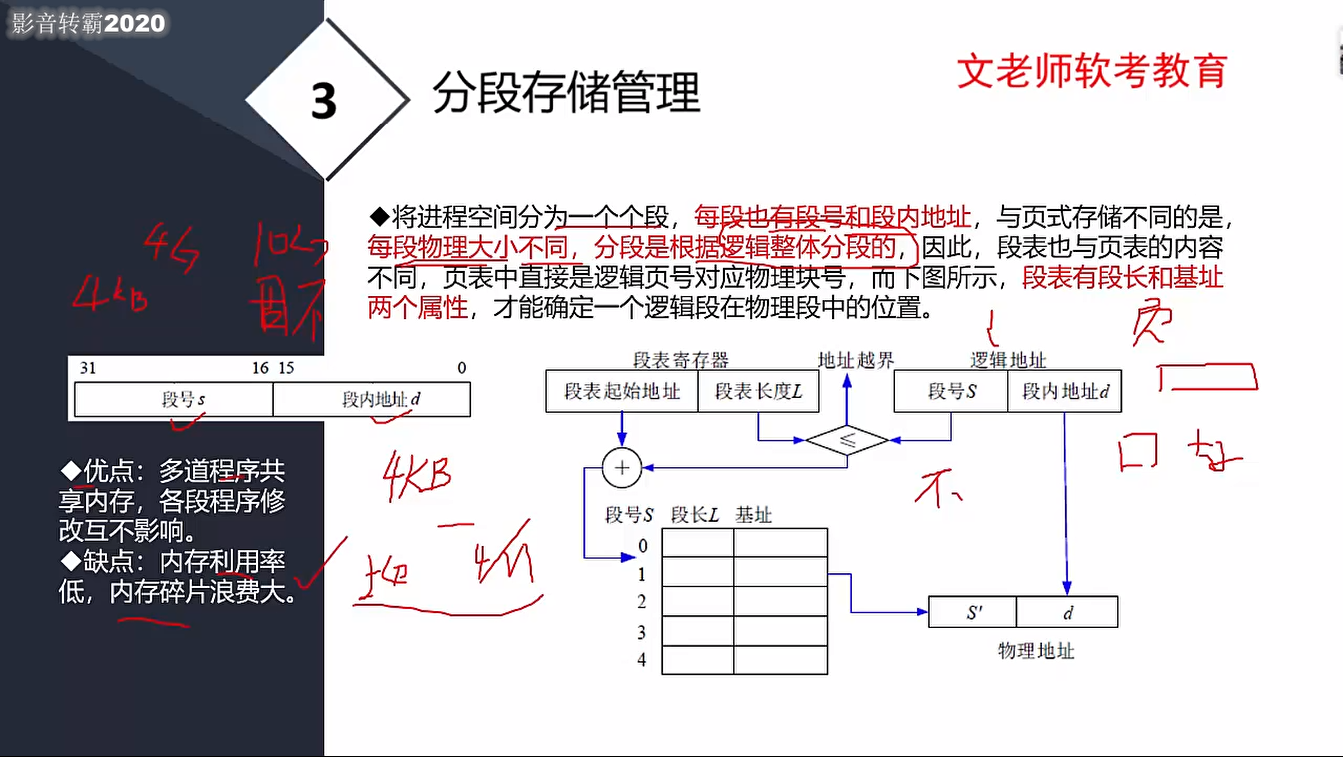 影音转霸2020
3
分段存储管理
文老师软考教育
◆将进程空间分为一个个段，每段也有段号和段内地址，与页式存储不同的是，
每段物理大小不同，分段是根据逻辑整体分段的，因此，段表也与页表的内容
不同，页表中直接是逻辑页号对应物理块号，而下图所示，段表有段长和基址
两个属性，才能确定一个逻辑段在物理段中的位置。
4G
4KB
31 16 15 0
段号s 段内地址d
◆优点：多道程序共
享内存，各段程序修
改互不影响。
◆缺点：内存利用率
低，内存碎片浪费大。
4KB
段表寄存器 地址越界 逻辑地址
段表起始地址 段表长度L 段号S 段内地址d
≤
+
不
段号S 段长L 基址
0
1
2
3
4
S' d
物理地址